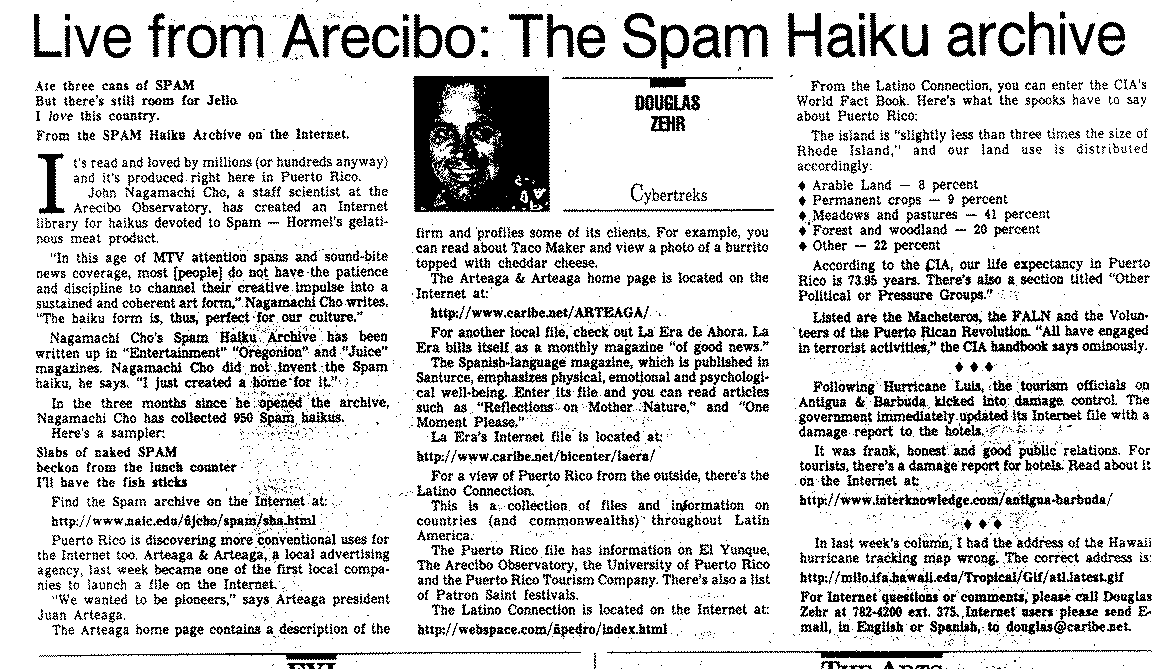 Live from Arecibo: The Spam Haiku archive
Ate three cans of SPAM
But there's still room for Jello
I love this country.
From the SPAM Haiku Archive on the Internet.
It's read and loved by millions (or hundreds anyway)
and it's produced right here in Puerto Rico.
John Nagamachi Cho, a staff scientist at the
Arecibo Observatory, has created an Internet
library for haikus devoted to Spam — Hormel's gelati-
nous meat product.
"In this age of MTV attention spans and sound-bite
news coverage, most [people] do not have the patience
and discipline to channel their creative impulse into a
sustained and coherent art form," Nagamachi Cho writes.
"The haiku form is, thus, perfect for our culture."
Nagamachi Cho's Spam Haiku Archive has been
written up in "Entertainment" "Oregonion" and "Juice"
magazines. Nagamachi Cho did not invent the Spam
haiku, he says. "I just created a home for it."
In the three months since he opened the archive,
Nagamachi Cho has collected 950 Spam haikus.
Here's a sampler:
Slabs of naked SPAM
beckon from the lunch counter
I'll have the fish sticks
Find the Spam archive on the Internet at:
http://www.naic.edu/ñjcho/spam/sha.html
Puerto Rico is discovering more conventional uses for
the Internet too. Arteaga & Arteaga, a local advertising
agency, last week became one of the first local compa-
nies to launch a file on the Internet.
"We wanted to be pioneers," says Arteaga president
Juan Arteaga.
The Arteaga home page contains a description of the
DOUGLAS
ZEHR
Cybertreks
firm and profiles some of its clients. For example, you
can read about Taco Maker and view a photo of a burrito
topped with cheddar cheese.
The Arteaga & Arteaga home page is located on the
Internet at:
http://www.caribe.net/ARTEAGA/
For another local file, check out La Era de Ahora. La
Era bills itself as a monthly magazine "of good news."
The Spanish-language magazine, which is published in
Santurce, emphasizes physical, emotional and psychologi-
cal well-being. Enter its file and you can read articles
such as "Reflections on Mother Nature," and "One
Moment Please."
La Era's Internet file is located at:
http://www.caribe.net/bicenter/laera/
For a view of Puerto Rico from the outside, there's the
Latino Connection.
This is a collection of files and information on
countries (and commonwealths) throughout Latin
America.
The Puerto Rico file has information on El Yunque,
The Arecibo Observatory, the University of Puerto Rico
and the Puerto Rico Tourism Company. There's also a list
of Patron Saint festivals.
The Latino Connection is located on the Internet at:
http://webspace.com/ñpedro/index.html
From the Latino Connection, you can enter the CIA's
World Fact Book. Here's what the spooks have to say
about Puerto Rico:
The island is "slightly less than three times the size of
Rhode Island," and our land use is distributed
accordingly:
♦ Arable Land — 8 percent
♦ Permanent crops — 9 percent
♦ Meadows and pastures — 41 percent
♦ Forest and woodland — 20 percent
♦ Other — 22 percent
According to the CIA, our life expectancy in Puerto
Rico is 73.95 years. There's also a section titled "Other
Political or Pressure Groups."
Listed are the Macheteros, the FALN and the Volun-
teers of the Puerto Rican Revolution. "All have engaged
in terrorist activities," the CIA handbook says ominously.
♦ ♦ ♦
Following Hurricane Luis, the tourism officials on
Antigua & Barbuda kicked into damage control. The
government immediately updated its Internet file with a
damage report to the hotels.
It was frank, honest and good public relations. For
tourists, there's a damage report for hotels. Read about it
on the Internet at:
http://www.interknowledge.com/antigua-barbuda/
♦ ♦ ♦
In last week's column, I had the address of the Hawaii
hurricane tracking map wrong. The correct address is:
http://milo.ifa.hawaii.edu/Tropical/Gif/atl.latest.gif
For Internet questions or comments, please call Douglas
Zehr at 782-4200 ext. 375. Internet users please send E-
mail, in English or Spanish, to douglas@caribe.net.